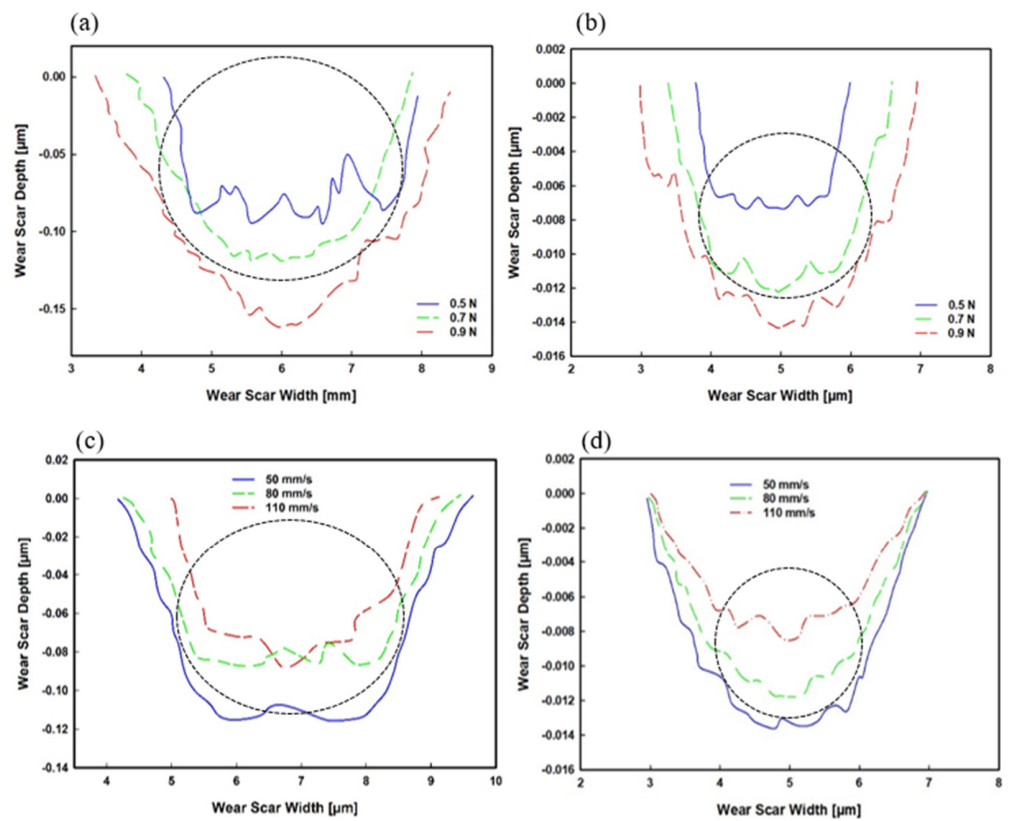 (a)
0.00
-0.05
-0.10
-0.15
Wear Scar Depth [µm]
0.5 N
0.7 N
0.9 N
3 4 5 6 7 8 9
Wear Scar Width [mm]
(b)
0.002
0.000
-0.002
-0.004
-0.006
-0.008
-0.010
-0.012
-0.014
-0.016
Wear Scar Depth [µm]
0.5 N
0.7 N
0.9 N
2 3 4 5 6 7 8
Wear Scar Width [µm]
(c)
0.02
0.00
-0.02
-0.04
-0.06
-0.08
-0.10
-0.12
-0.14
Wear Scar Depth [µm]
50 mm/s
80 mm/s
110 mm/s
4 5 6 7 8 9 10
Wear Scar Width [µm]
(d)
0.002
0.000
-0.002
-0.004
-0.006
-0.008
-0.010
-0.012
-0.014
-0.016
Wear Scar Depth [µm]
50 mm/s
80 mm/s
110 mm/s
2 3 4 5 6 7 8
Wear Scar Width [µm]